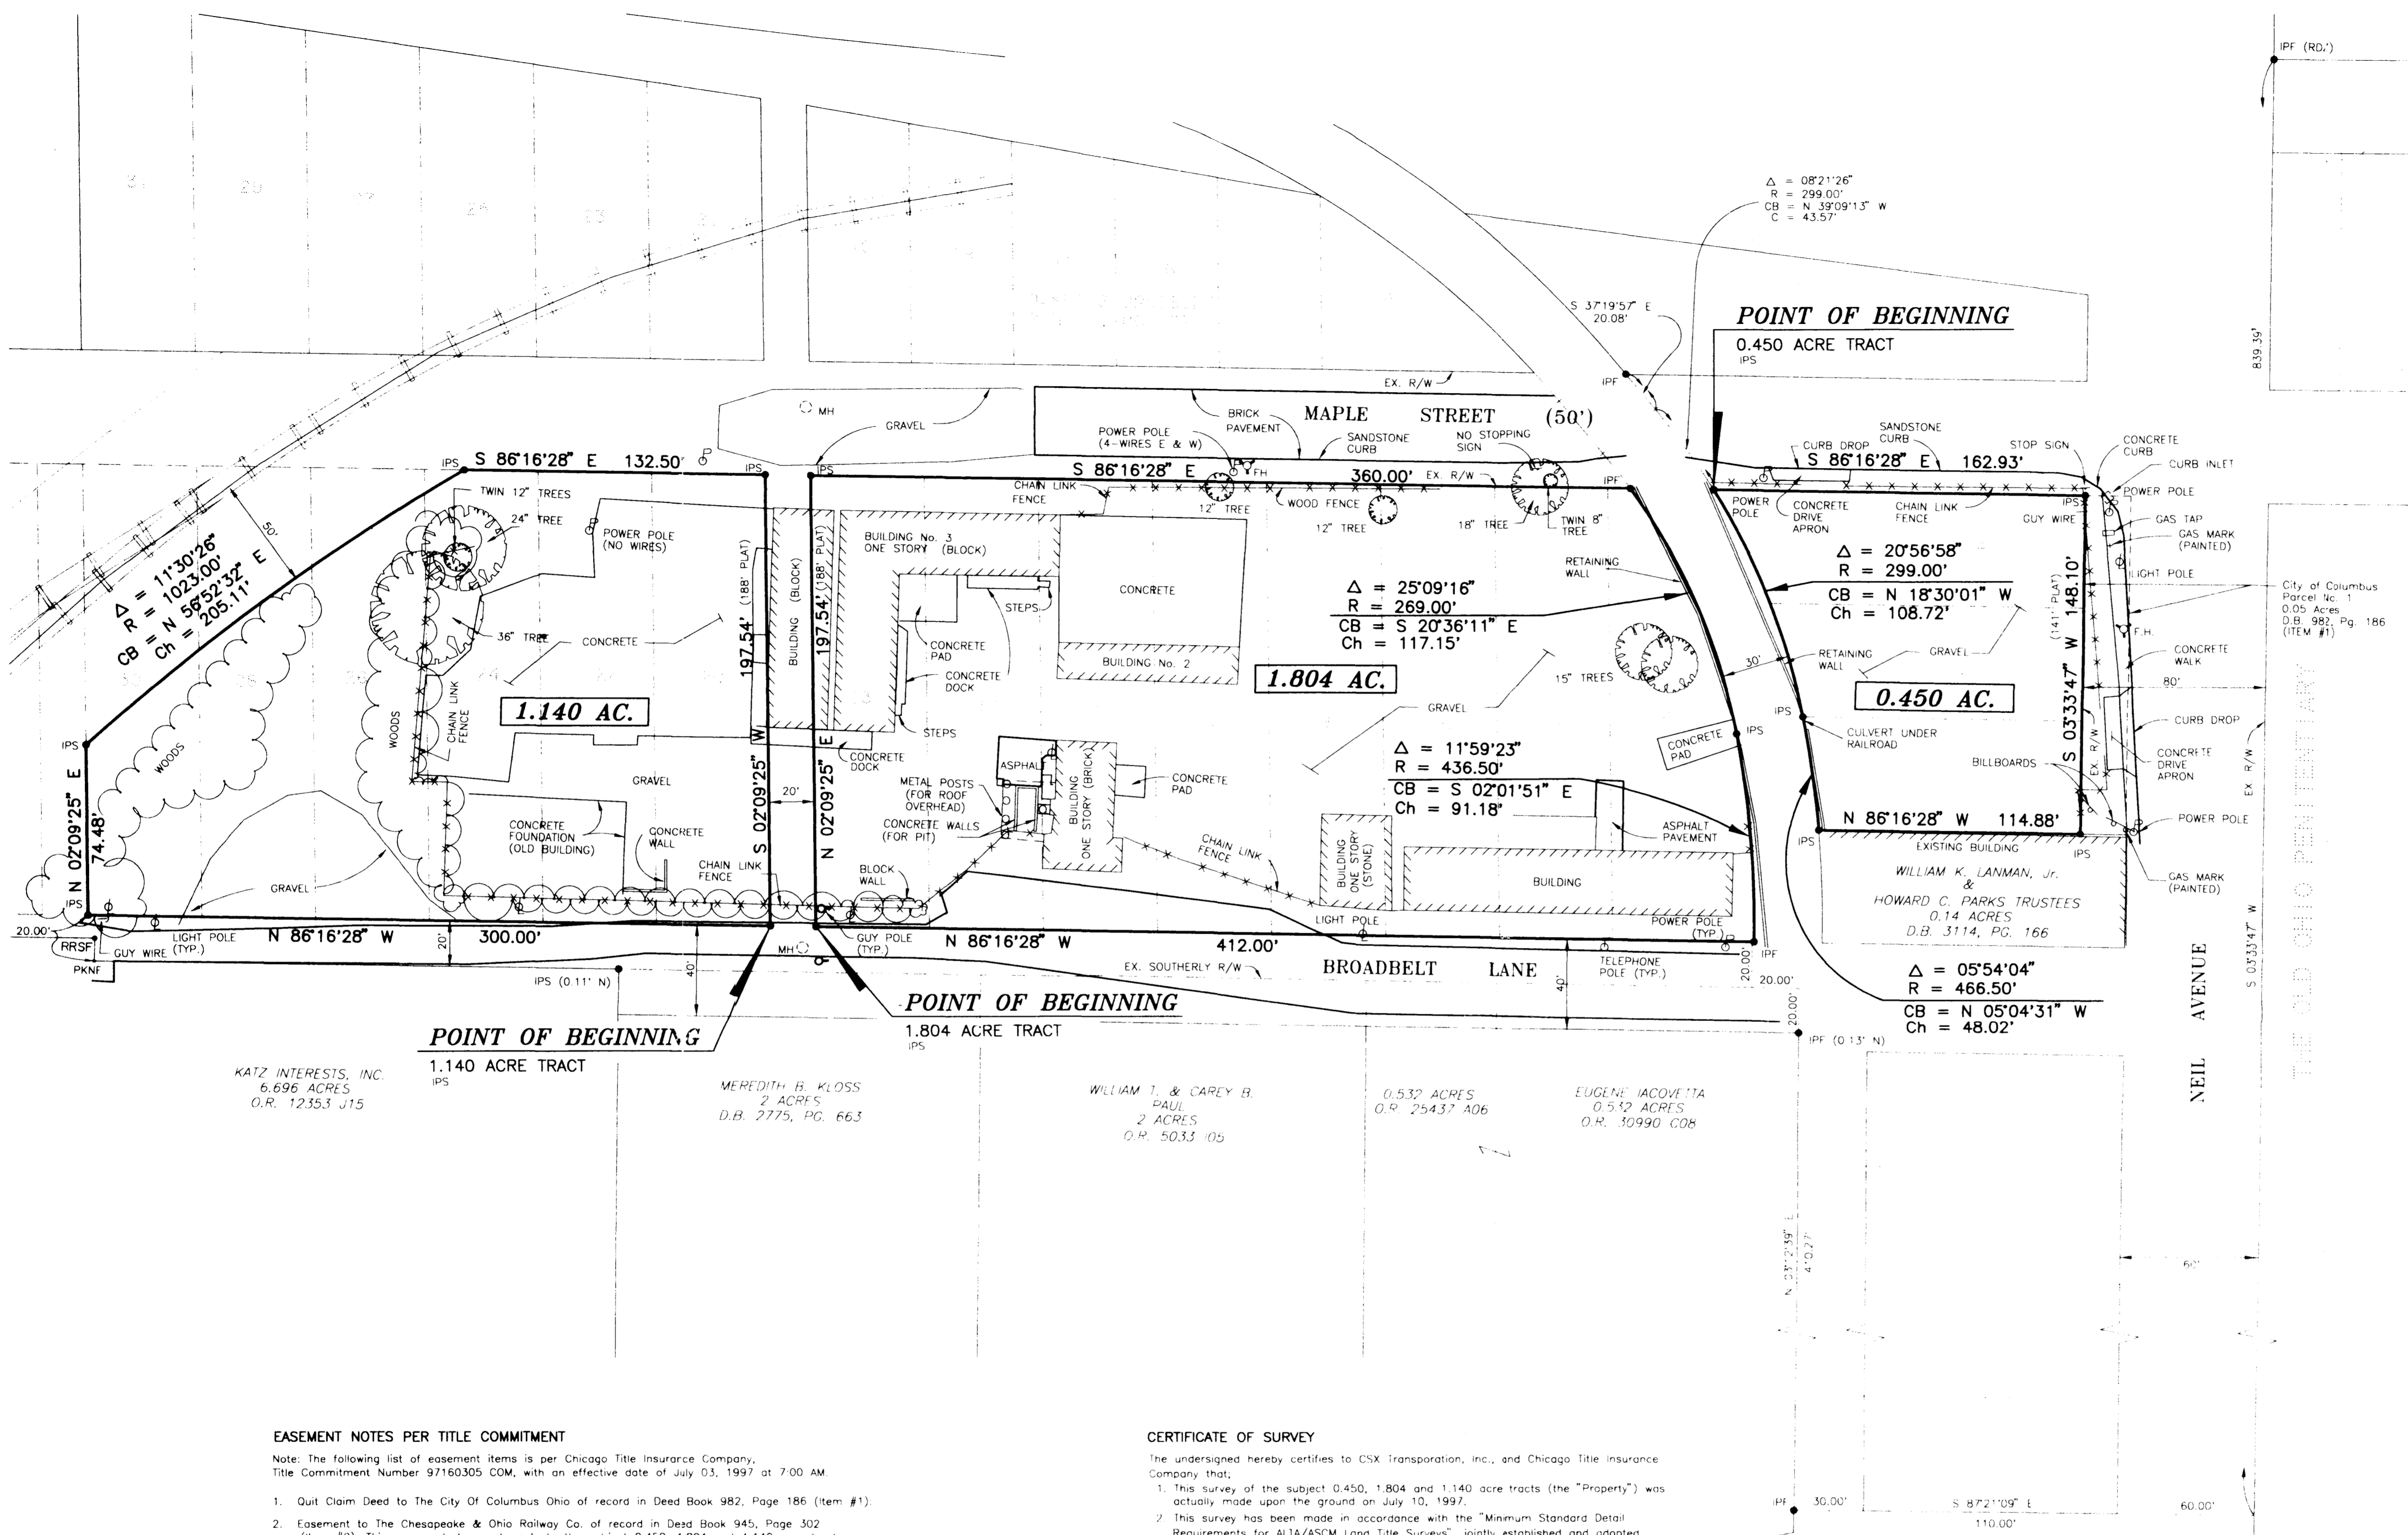 IPF (RD.')
Δ = 08°21'26"
R = 299.00'
CB = N 39°09'13" W
C = 43.57'
S 37°19'57" E
20.08'
POINT OF BEGINNING
0.450 ACRE TRACT
IPS
839.39'
IPF
EX. R/W
MH
GRAVEL
BRICK
PAVEMENT
MAPLE STREET (50')
POWER POLE
(4-WIRES E & W)
SANDSTONE
CURB
NO STOPPING
SIGN
CURB DROP
SANDSTONE
CURB
STOP SIGN
CONCRETE
CURB
CURB INLET
IPS
S 86°16'28" E 132.50'
IPS
IPS
S 86°16'28" E 360.00'
FH
EX. R/W
IPF
S 86°16'28" E 162.93'
IPS
POWER POLE
TWIN 12" TREES
24" TREE
CHAIN LINK
FENCE
12" TREE
WOOD FENCE
12" TREE
18" TREE
TWIN 8"
TREE
POWER
POLE
CONCRETE
DRIVE
APRON
CHAIN LINK
FENCE
GUY WIRE
GAS TAP
GAS MARK
(PAINTED)
50'
POWER POLE
(NO WIRES)
BUILDING No. 3
ONE STORY (BLOCK)
Δ = 11°30'26"
R = 1023.00'
CB = N 56°52'32" E
Ch = 205.11'
197.54' (188' PLAT)
BUILDING (BLOCK)
197.54' (188' PLAT)
CONCRETE
RETAINING
WALL
Δ = 25°09'16"
R = 269.00'
CB = S 20°36'11" E
Ch = 117.15'
Δ = 20°56'58"
R = 299.00'
CB = N 18°30'01" W
Ch = 108.72'
(141' PLAT)
148.10'
LIGHT POLE
City of Columbus
Parcel No. 1
0.05 Acres
D.B. 982, Pg. 186
(ITEM #1)
STEPS
36" TREE
CONCRETE
CONCRETE
PAD
BUILDING No. 2
CONCRETE
DOCK
1.804 AC.
15" TREES
30'
RETAINING
WALL
GRAVEL
F.H.
CONCRETE
WALK
80'
1.140 AC.
0.450 AC.
WOODS
WOODS
CHAIN LINK
FENCE
STEPS
GRAVEL
IPS
CURB DROP
IPS
CONCRETE
DOCK
GRAVEL
ASPHALT
METAL POSTS
(FOR ROOF
OVERHEAD)
BUILDING
ONE STORY (BRICK)
CONCRETE
PAD
Δ = 11°59'23"
R = 436.50'
CB = S 02°01'51" E
Ch = 91.18'
CONCRETE
PAD
IPS
CULVERT UNDER
RAILROAD
BILLBOARDS
S 03°33'47" W
EX. R/W
CONCRETE
DRIVE
APRON
EX R/W
N 02°09'25" E
74.48'
S 02°09'25" W
20'
N 02°09'25" E
CONCRETE
FOUNDATION
(OLD BUILDING)
CONCRETE
WALL
CONCRETE WALLS
(FOR PIT)
CHAIN LINK
FENCE
BUILDING
ONE STORY
(STONE)
ASPHALT
PAVEMENT
N 86°16'28" W 114.88'
IPS
IPS
EXISTING BUILDING
POWER POLE
GAS MARK
(PAINTED)
CHAIN LINK
FENCE
BLOCK
WALL
BUILDING
WILLIAM K. LANMAN, Jr.
&
HOWARD C. PARKS TRUSTEES
0.14 ACRES
D.B. 3114, PG. 166
GRAVEL
IPS
20.00'
RRSF
PKNF
GUY WIRE
LIGHT POLE
(TYP.)
N 86°16'28" W 300.00'
20'
MH
GUY POLE
(TYP.)
N 86°16'28" W 412.00'
LIGHT POLE
POWER POLE
(TYP.)
IPF
IPS (0.11' N)
40'
EX. SOUTHERLY R/W
BROADBELT LANE
40'
TELEPHONE
POLE (TYP.)
20.00'
20.00'
20.00'
Δ = 05°54'04"
R = 466.50'
CB = N 05°04'31" W
Ch = 48.02'
NEIL AVENUE
S 03°33'47" W
POINT OF BEGINNING
1.804 ACRE TRACT
IPS
POINT OF BEGINNING
1.140 ACRE TRACT
IPS
IPF (0.13' N)
KATZ INTERESTS, INC.
6.696 ACRES
O.R. 12353 J15
MEREDITH B. KLOSS
2 ACRES
D.B. 2775, PG. 663
WILLIAM T. & CAREY B.
PAUL
2 ACRES
O.R. 5033 I05
0.532 ACRES
O.R. 25437 A06
EUGENE IACOVETTA
0.532 ACRES
O.R. 30990 C08
60'
EASEMENT NOTES PER TITLE COMMITMENT
Note: The following list of easement items is per Chicago Title Insurance Company,
Title Commitment Number 97160305 COM, with an effective date of July 03, 1997 at 7:00 AM.
1. Quit Claim Deed to The City Of Columbus Ohio of record in Deed Book 982, Page 186 (Item #1).
2. Easement to The Chesapeake & Ohio Railway Co. of record in Deed Book 945, Page 302
CERTIFICATE OF SURVEY
The undersigned hereby certifies to CSX Transporation, Inc., and Chicago Title Insurance
Company that;
1. This survey of the subject 0.450, 1.804 and 1.140 acre tracts (the "Property") was
actually made upon the ground on July 10, 1997.
2. This survey has been made in accordance with the "Minimum Standard Detail
Requirements for ALTA/ASCM Land Title Surveys", jointly established and adopted
IPF
30.00'
S 87°21'09" E
110.00'
60.00'